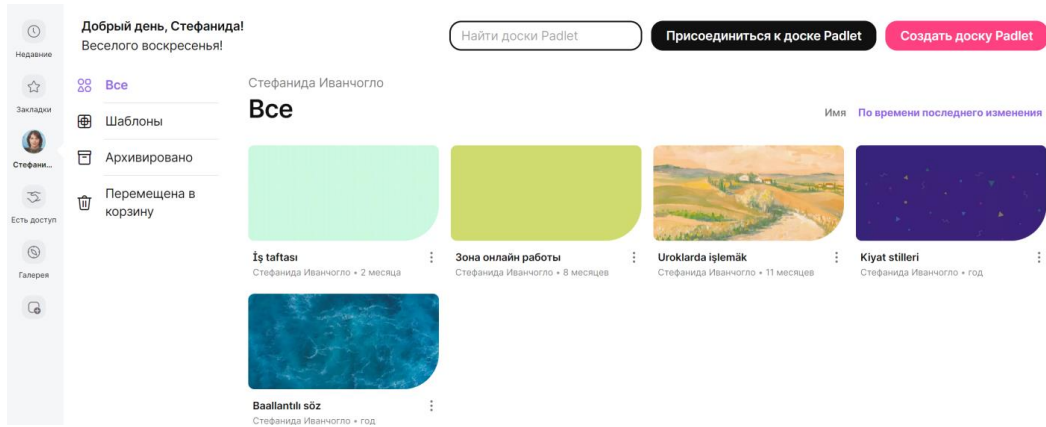 Недавние
Закладки
Стефани...
Есть доступ
Галерея
Добрый день, Стефанида!
Веселого воскресенья!
Найти доски Padlet
Присоединиться к доске Padlet
Создать доску Padlet
Все
Шаблоны
Архивировано
Перемещена в
корзину
Стефанида Иванчогло
Все
Имя
По времени последнего изменения
İş taftası
Стефанида Иванчогло • 2 месяца
Зона онлайн работы
Стефанида Иванчогло • 8 месяцев
Uroklarda işlemäk
Стефанида Иванчогло • 11 месяцев
Kiyat stilleri
Стефанида Иванчогло • год
Baallantılı söz
Стефанида Иванчогло • год